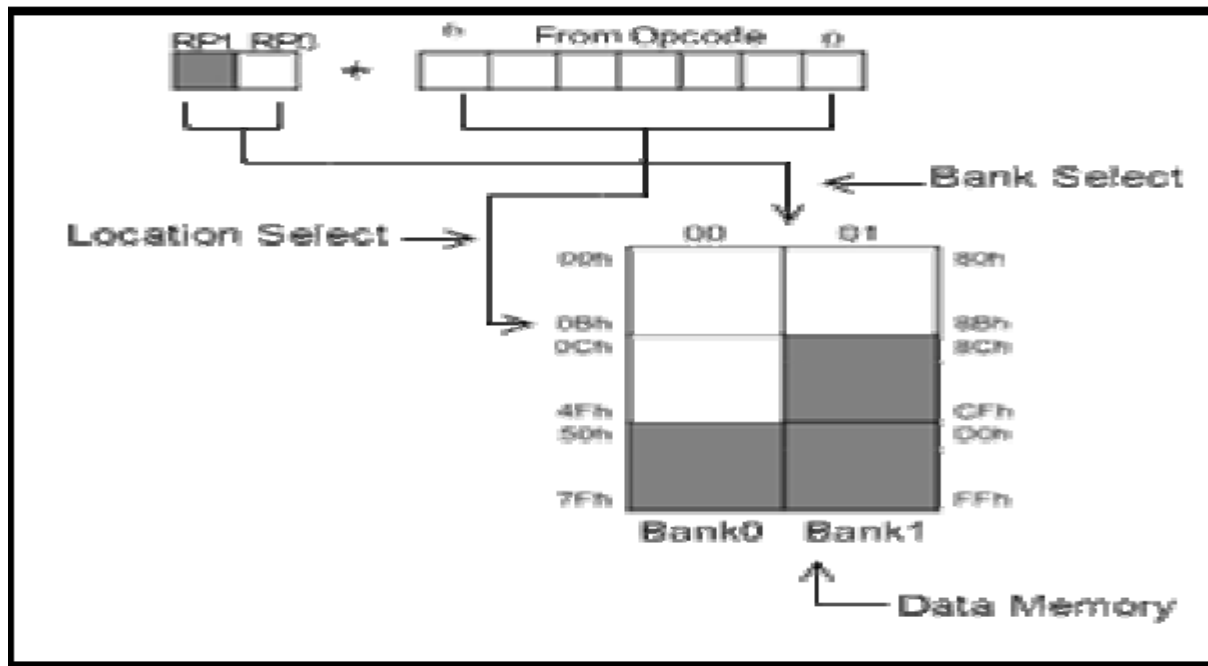 RP1 RP0 + 6 From Opcode 0
Bank Select
Location Select
00 01
00h 80h
0Bh 8Bh
0Ch 8Ch
4Fh CFh
50h D0h
7Fh FFh
Bank0 Bank1
Data Memory